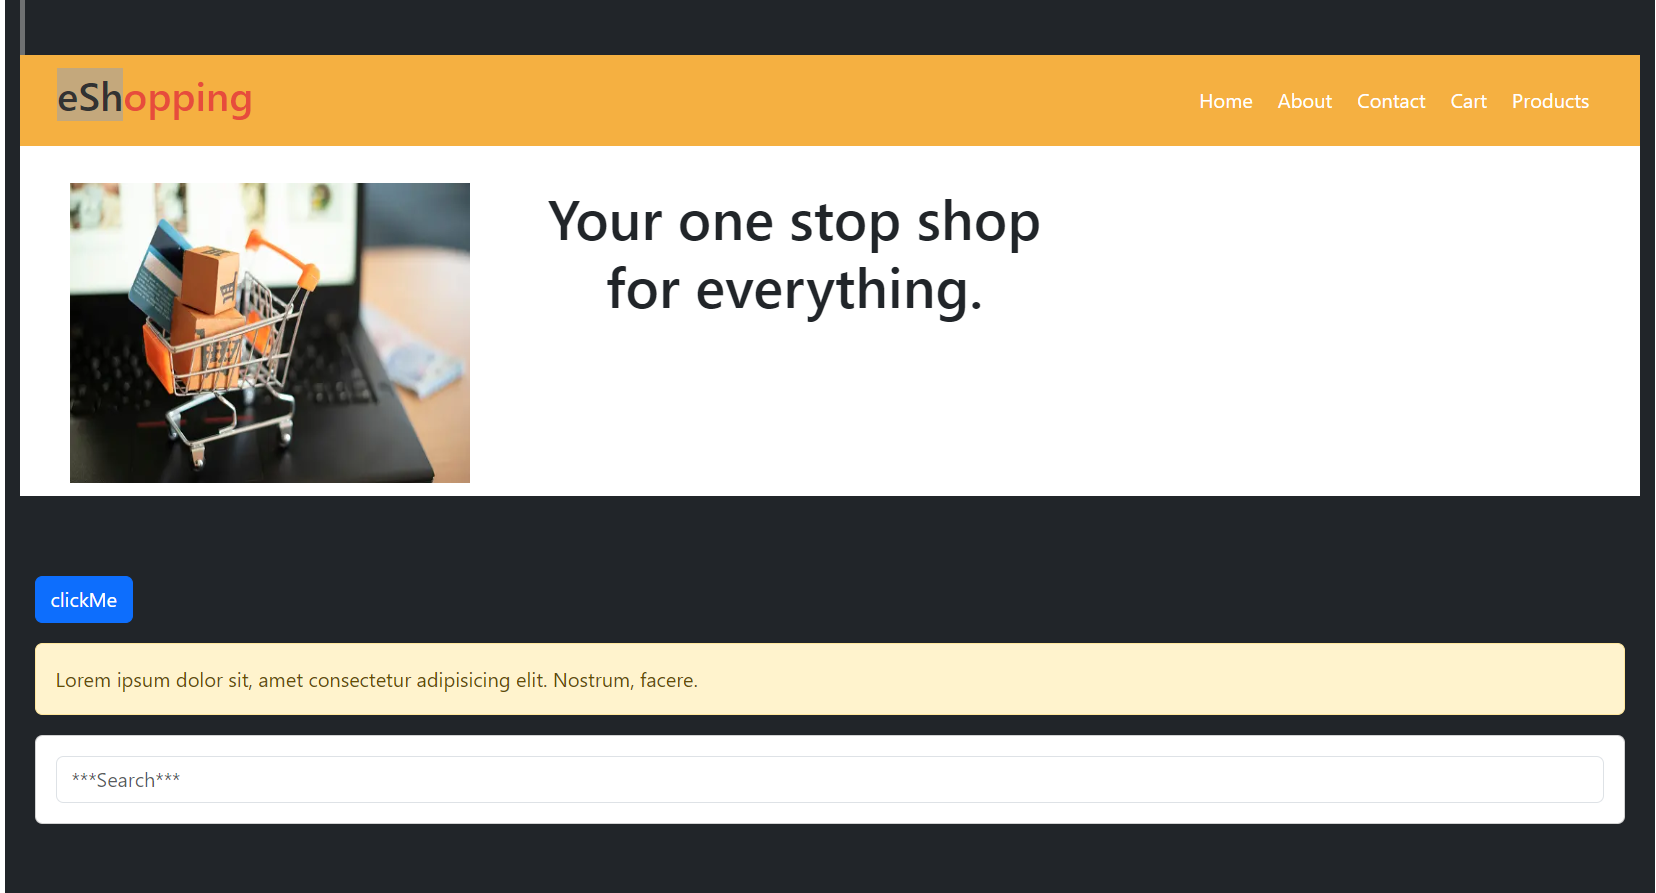 eShopping
Home About Contact Cart Products
Your one stop shop
for everything.
clickMe
Lorem ipsum dolor sit, amet consectetur adipisicing elit. Nostrum, facere.
***Search***